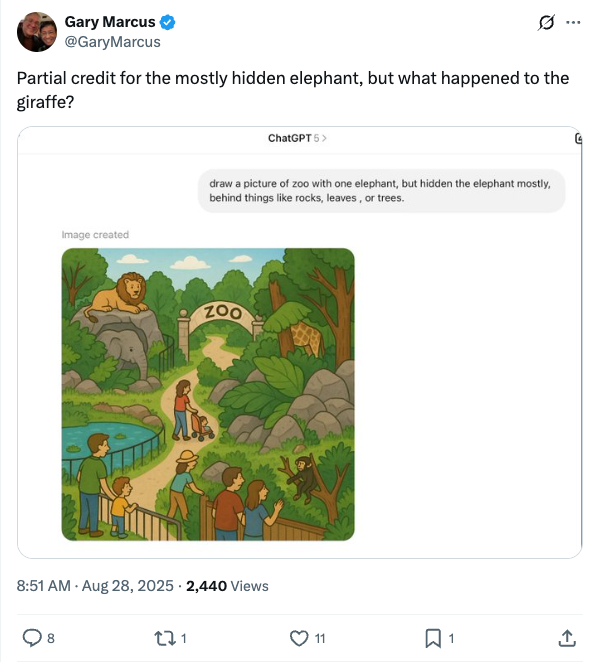 Gary Marcus
@GaryMarcus
Partial credit for the mostly hidden elephant, but what happened to the
giraffe?
ChatGPT 5 >
draw a picture of zoo with one elephant, but hidden the elephant mostly,
behind things like rocks, leaves , or trees.
Image created
ZOO
8:51 AM · Aug 28, 2025 · 2,440 Views
8
1
11
1